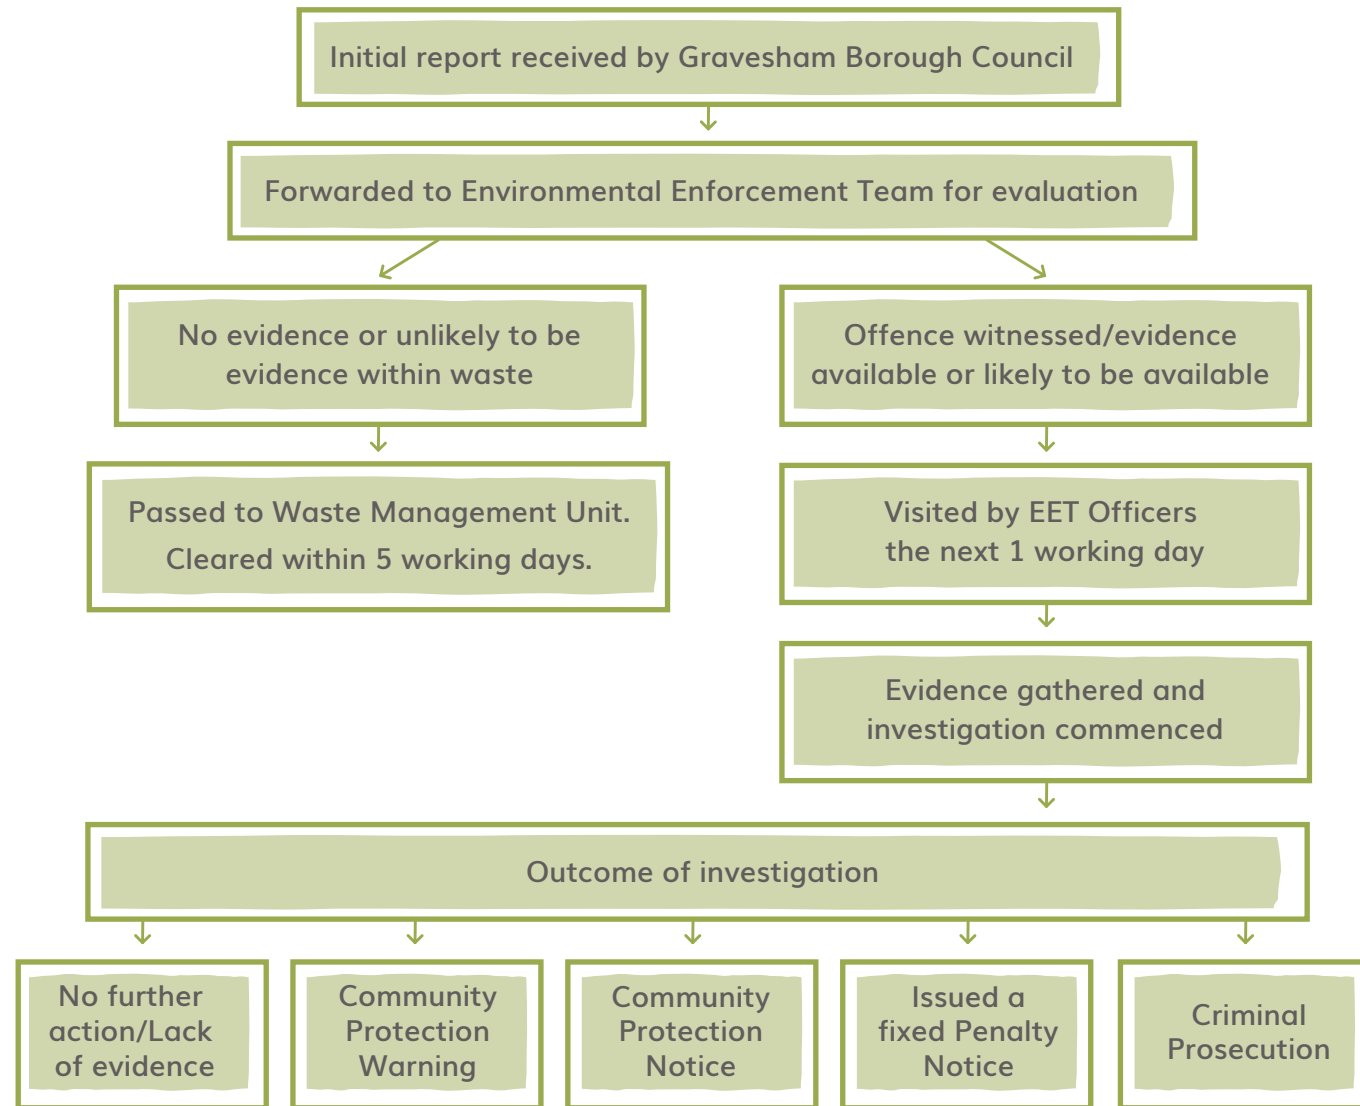 Initial report received by Gravesham Borough Council
Forwarded to Environmental Enforcement Team for evaluation
No evidence or unlikely to be
evidence within waste
Offence witnessed/evidence
available or likely to be available
Passed to Waste Management Unit.
Cleared within 5 working days.
Visited by EET Officers
the next 1 working day
Evidence gathered and
investigation commenced
Outcome of investigation
No further
action/Lack
of evidence
Community
Protection
Warning
Community
Protection
Notice
Issued a
fixed Penalty
Notice
Criminal
Prosecution